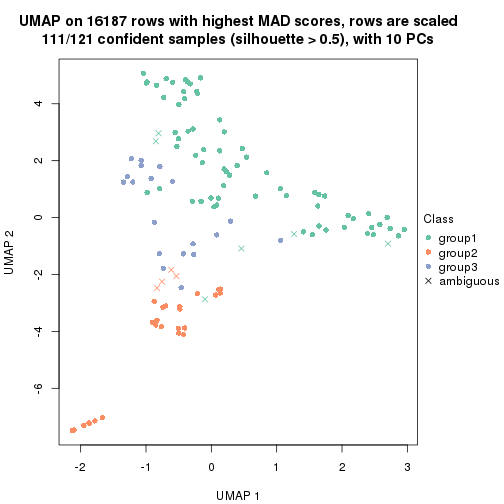 UMAP on 16187 rows with highest MAD scores, rows are scaled
111/121 confident samples (silhouette > 0.5), with 10 PCs
4
2
0
-2
-4
-6
UMAP 2
-2
-1
0
1
2
3
UMAP 1
Class
group1
group2
group3
ambiguous